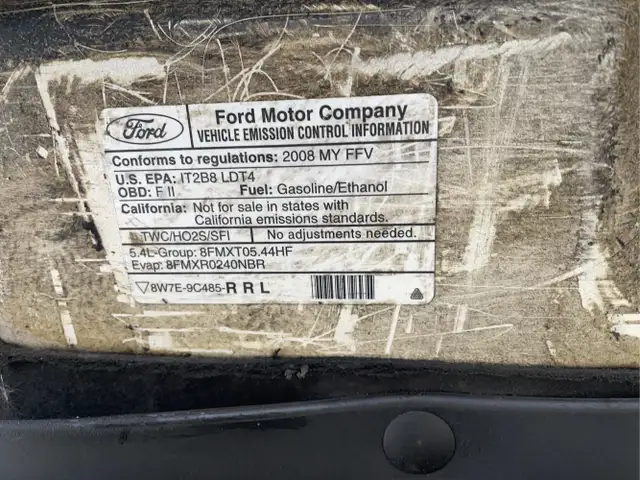 Ford
Ford Motor Company
VEHICLE EMISSION CONTROL INFORMATION
Conforms to regulations: 2008 MY FFV
U.S. EPA: IT2B8 LDT4
OBD: F II Fuel: Gasoline/Ethanol
California: Not for sale in states with
California emissions standards.
TWC/HO2S/SFI No adjustments needed.
5.4L-Group: 8FMXT05.44HF
Evap: 8FMXR0240NBR
8W7E-9C485-R R L